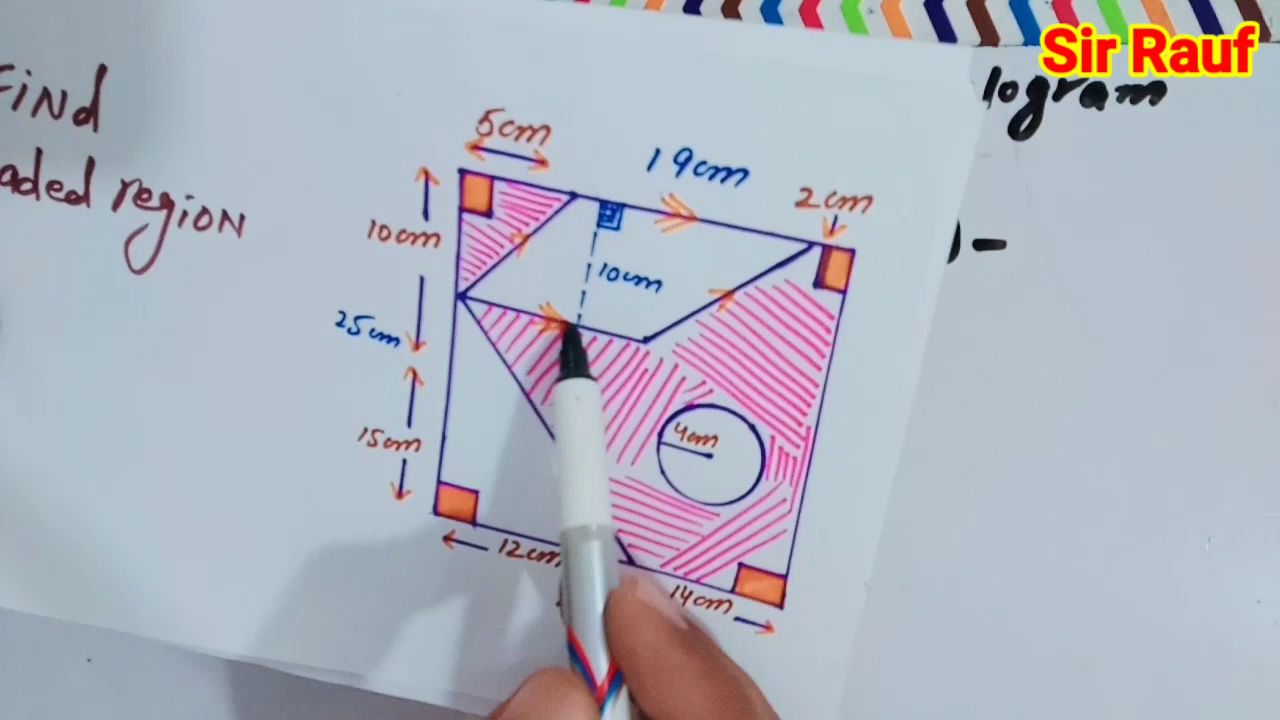 Sir Rauf
FiND
aded region
logram
5cm
19cm
2cm
10cm
10cm
25cm
4cm
15cm
12cm
14cm